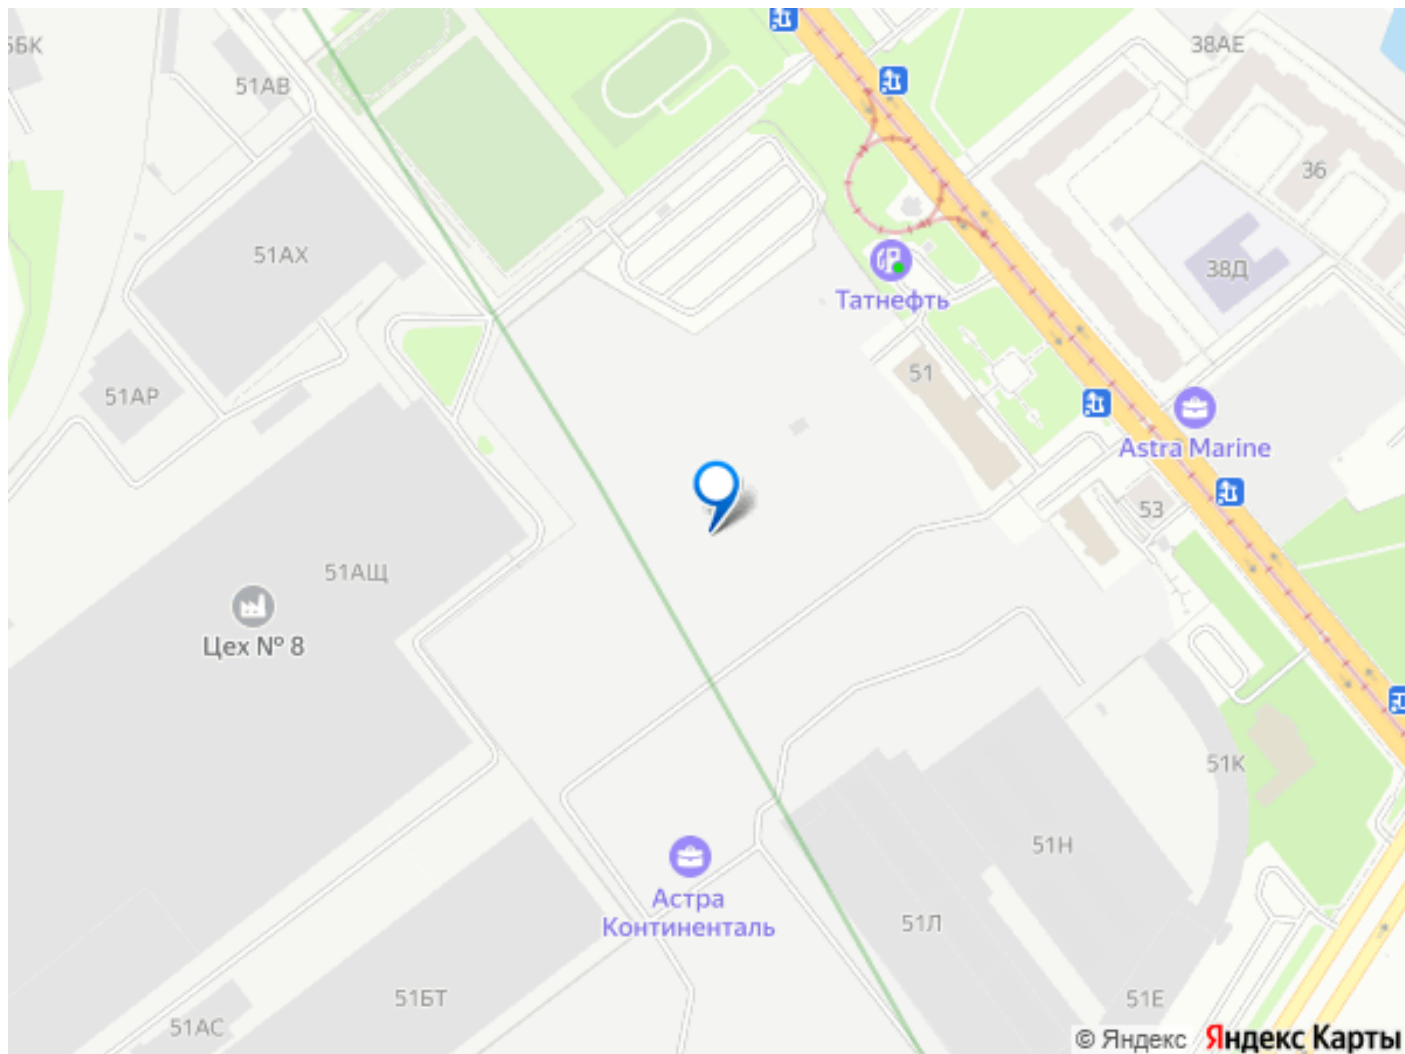 38АЕ
51АВ
36
51АХ
38Д
Татнефть
51
51АР
Astra Marine
53
51АЩ
Цех № 8
51К
51Н
Астра
Континенталь
51Л
51БТ
51Е
51АС
© Яндекс Яндекс Карты